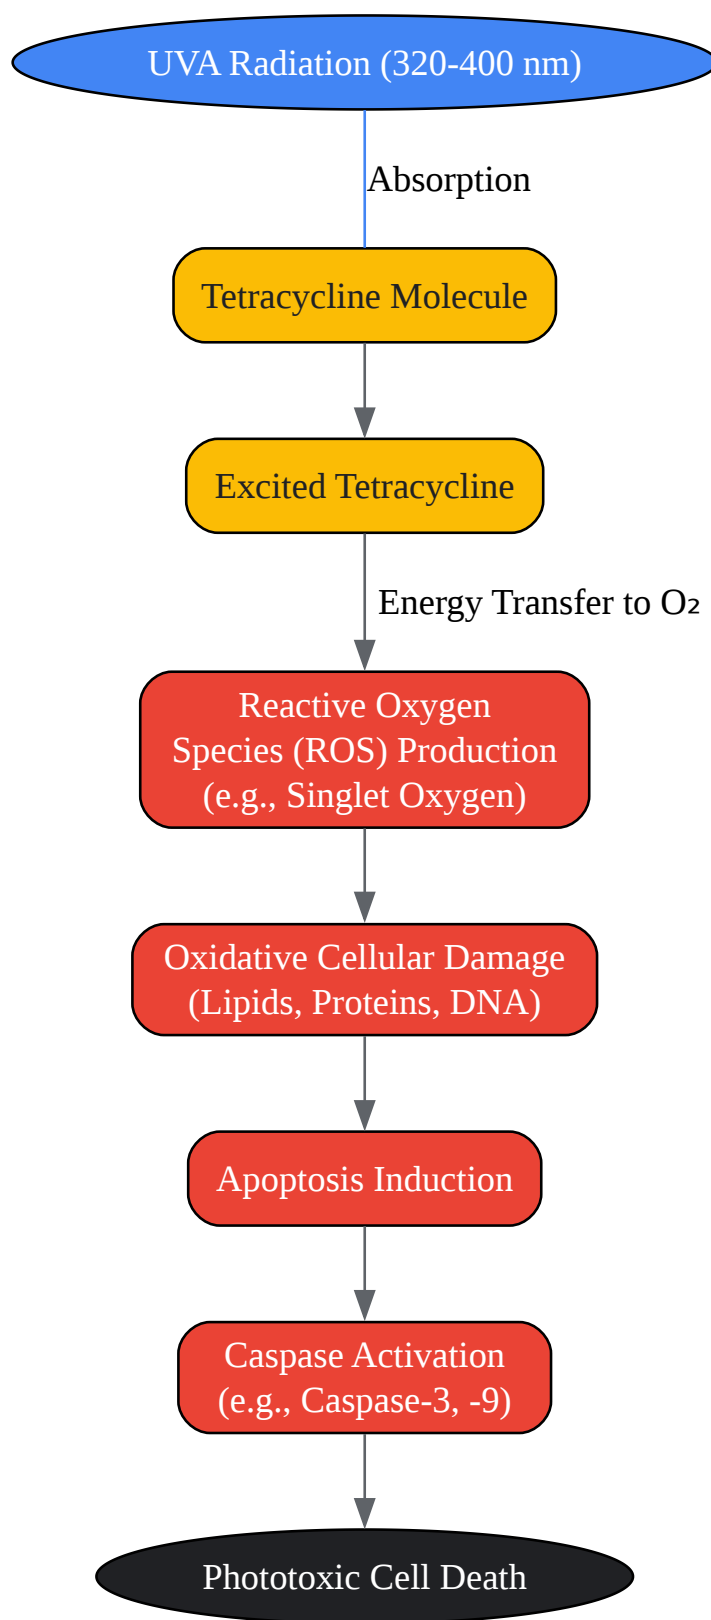 UVA Radiation (320-400 nm)
Absorption
Tetracycline Molecule
Excited Tetracycline
Energy Transfer to O₂
Reactive Oxygen
Species (ROS) Production
(e.g., Singlet Oxygen)
Oxidative Cellular Damage
(Lipids, Proteins, DNA)
Apoptosis Induction
Caspase Activation
(e.g., Caspase-3, -9)
Phototoxic Cell Death